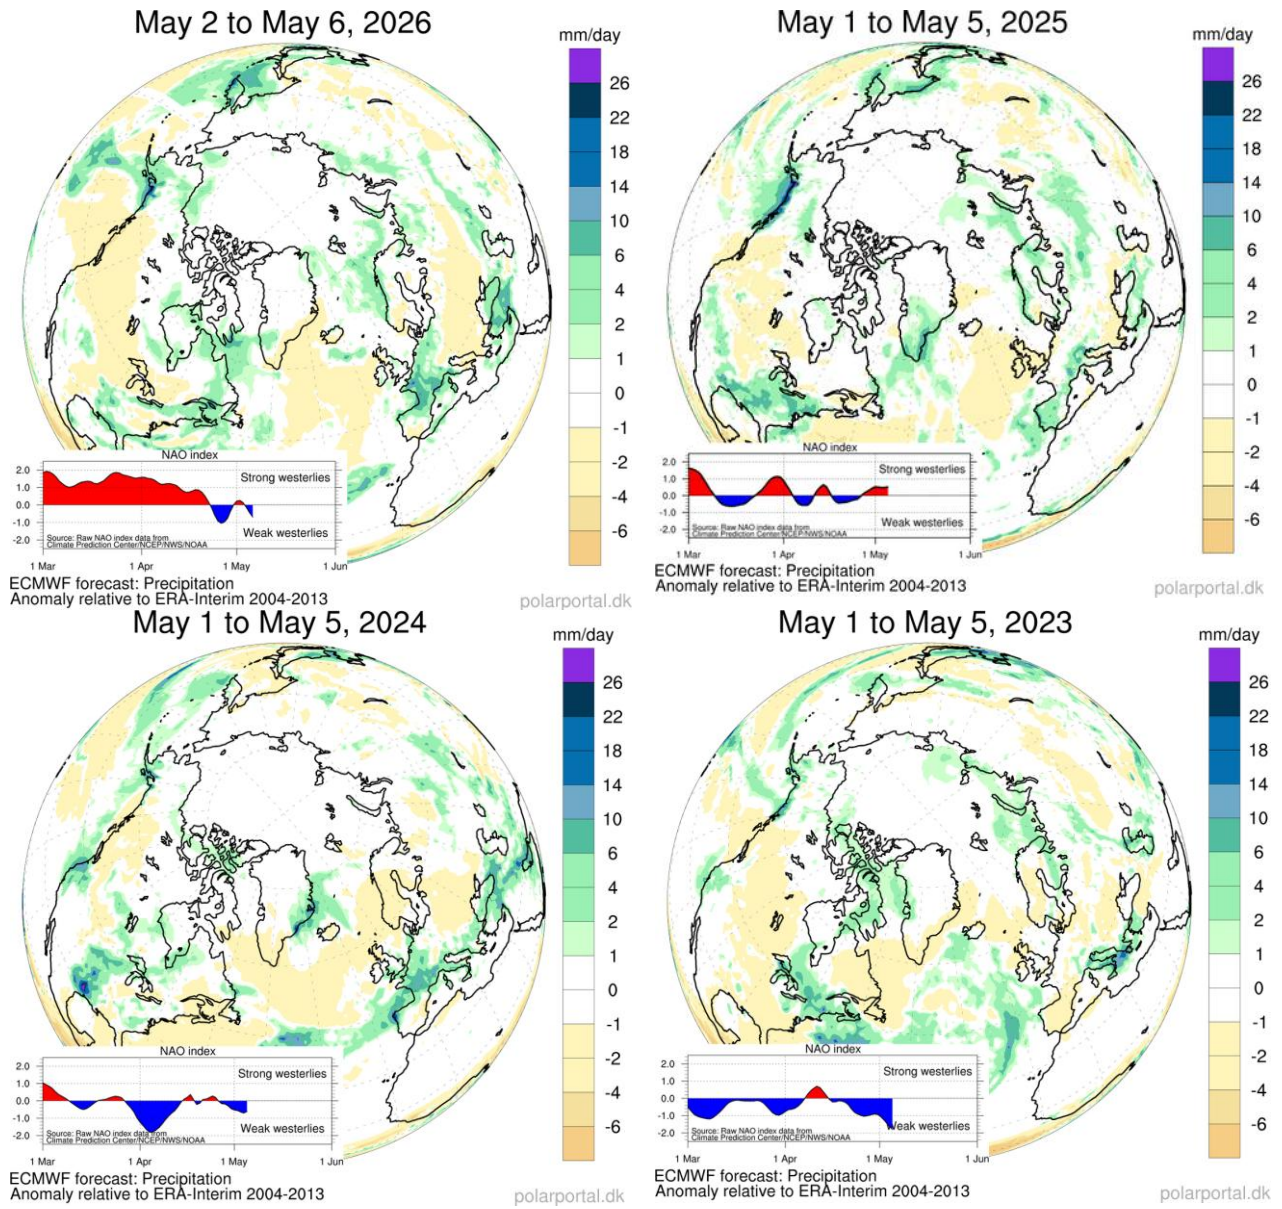 May 2 to May 6, 2026
mm/day
26
22
18
14
10
6
4
2
1
0
-1
-2
-4
-6
NAO index
2.0
1.0
0.0
-1.0
-2.0
Strong westerlies
Weak westerlies
Source: Raw NAO index data from
Climate Prediction Center/NCEP/NWS/NOAA
1 Mar 1 Apr 1 May 1 Jun
ECMWF forecast: Precipitation
Anomaly relative to ERA-Interim 2004-2013
polarportal.dk
May 1 to May 5, 2025
mm/day
26
22
18
14
10
6
4
2
1
0
-1
-2
-4
-6
NAO index
2.0
1.0
0.0
-1.0
-2.0
Strong westerlies
Weak westerlies
Source: Raw NAO index data from
Climate Prediction Center/NCEP/NWS/NOAA
1 Mar 1 Apr 1 May 1 Jun
ECMWF forecast: Precipitation
Anomaly relative to ERA-Interim 2004-2013
polarportal.dk
May 1 to May 5, 2024
mm/day
26
22
18
14
10
6
4
2
1
0
-1
-2
-4
-6
NAO index
2.0
1.0
0.0
-1.0
-2.0
Strong westerlies
Weak westerlies
Source: Raw NAO index data from
Climate Prediction Center/NCEP/NWS/NOAA
1 Mar 1 Apr 1 May 1 Jun
ECMWF forecast: Precipitation
Anomaly relative to ERA-Interim 2004-2013
polarportal.dk
May 1 to May 5, 2023
mm/day
26
22
18
14
10
6
4
2
1
0
-1
-2
-4
-6
NAO index
2.0
1.0
0.0
-1.0
-2.0
Strong westerlies
Weak westerlies
Source: Raw NAO index data from
Climate Prediction Center/NCEP/NWS/NOAA
1 Mar 1 Apr 1 May 1 Jun
ECMWF forecast: Precipitation
Anomaly relative to ERA-Interim 2004-2013
polarportal.dk